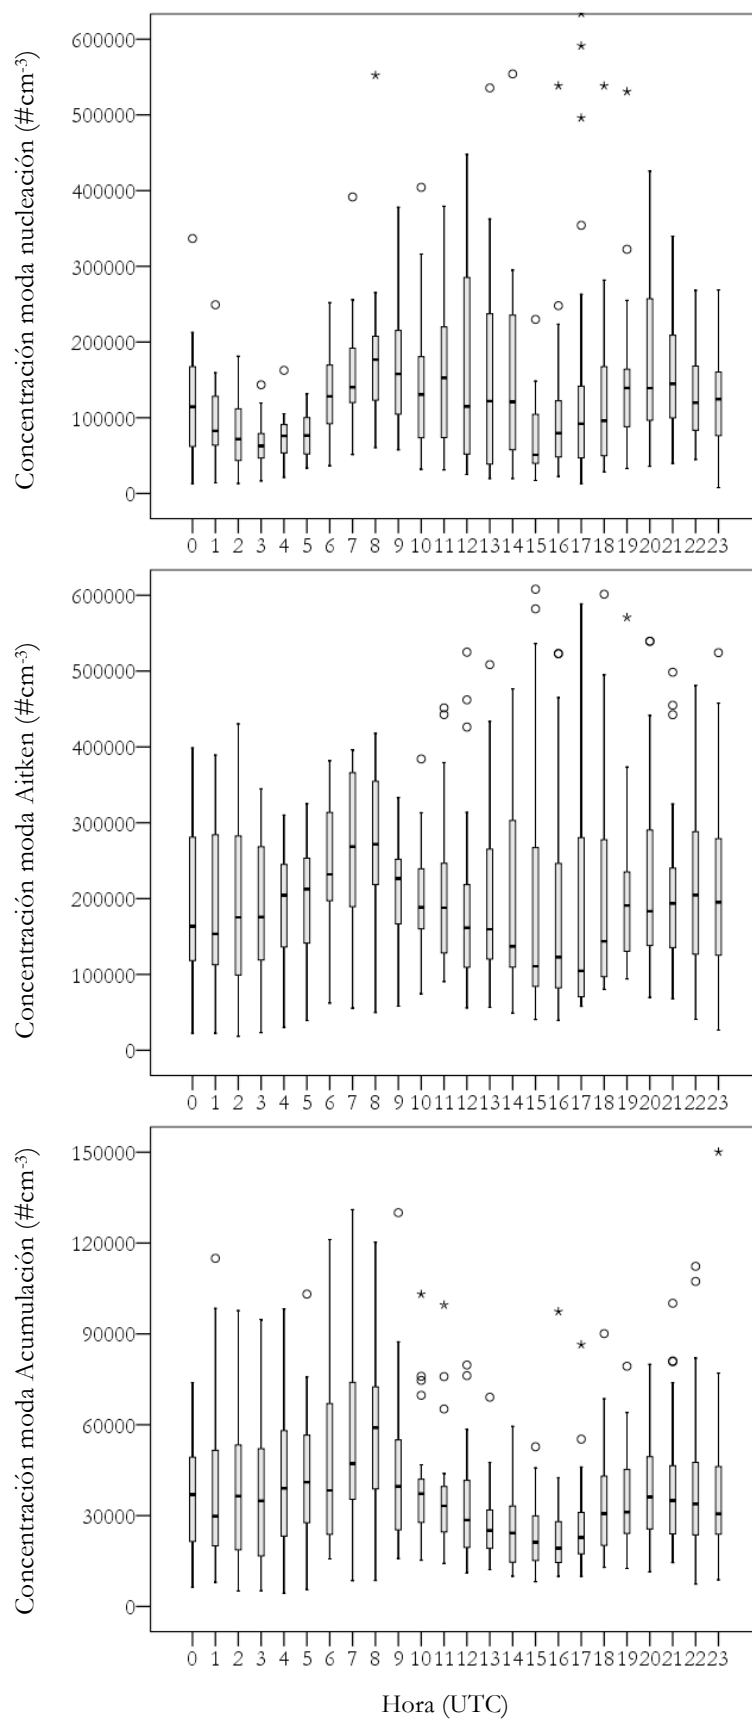 Concentración moda nucleación (#cm-3)
600000
500000
400000
300000
200000
100000
0
0 1 2 3 4 5 6 7 8 9 10 11 12 13 14 15 16 17 18 19 20 21 22 23
Concentración moda Aitken (#cm-3)
600000
500000
400000
300000
200000
100000
0
0 1 2 3 4 5 6 7 8 9 10 11 12 13 14 15 16 17 18 19 20 21 22 23
Concentración moda Acumulación (#cm-3)
150000
120000
90000
60000
30000
0
0 1 2 3 4 5 6 7 8 9 10 11 12 13 14 15 16 17 18 19 20 21 22 23
Hora (UTC)